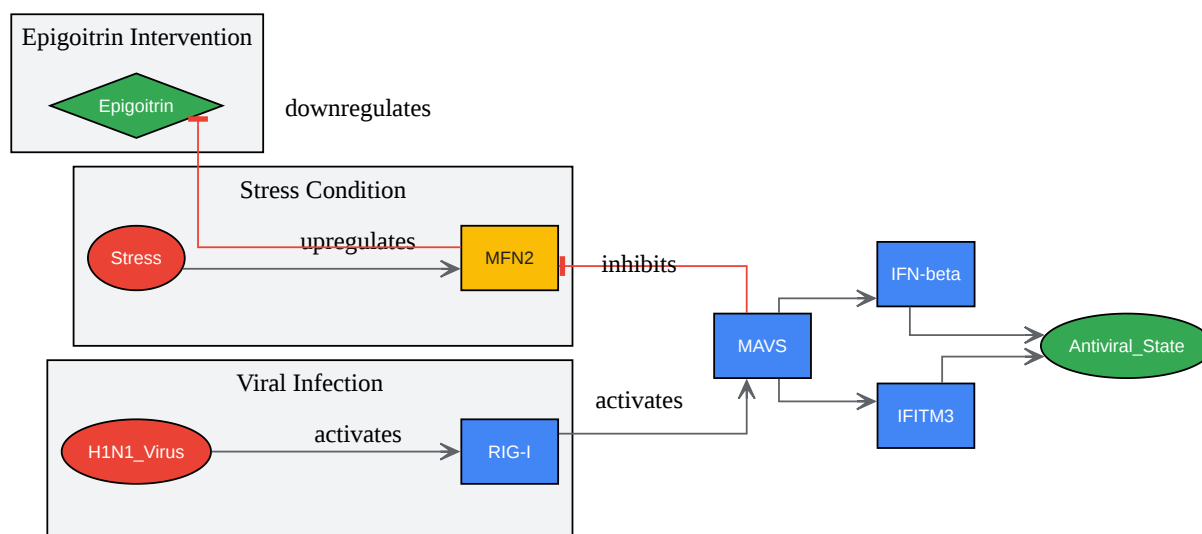 Epigoitrin Intervention
Epigoitrin
downregulates
Stress Condition
upregulates
Stress
MFN2
inhibits
IFN-beta
MAVS
Antiviral_State
Viral Infection
activates
IFITM3
activates
H1N1_Virus
RIG-I